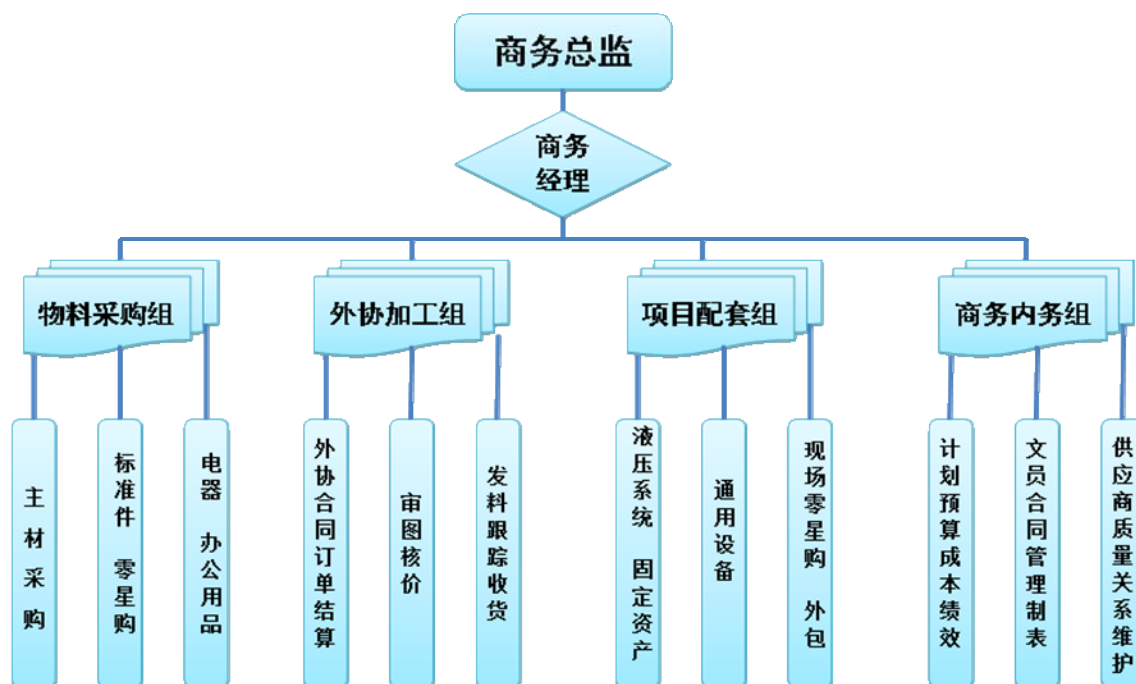 商务总监
商务
经理
物料采购组
外协加工组
项目配套组
商务内务组
主材采购
标准件 零星购
电器 办公用品
外协合同订单结算
审图核价
发料跟踪收货
液压系统 固定资产
通用设备
现场零星购 外包
计划预算成本绩效
文员合同管理制表
供应商质量关系维护